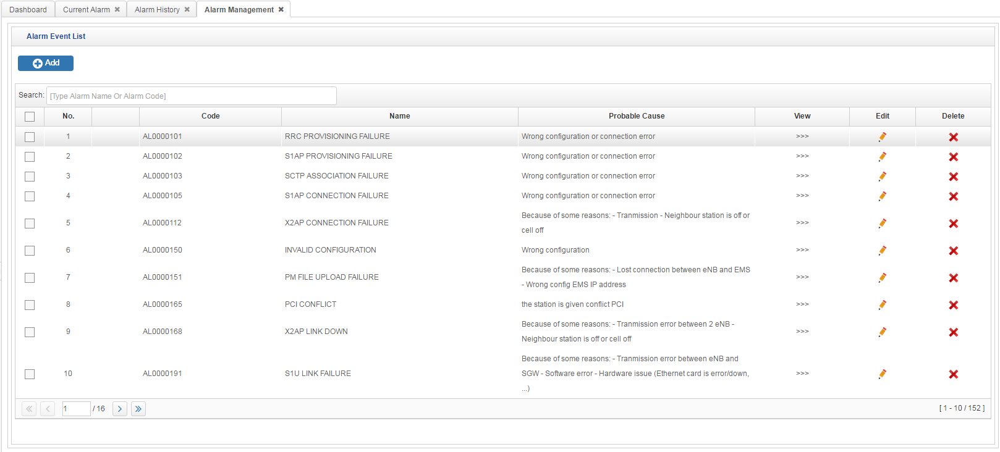 Dashboard Current Alarm Alarm History Alarm Management
Alarm Event List
Add
Search: [Type Alarm Name Or Alarm Code]
No. Code Name Probable Cause View Edit Delete
1 AL0000101 RRC PROVISIONING FAILURE Wrong configuration or connection error >>>
2 AL0000102 S1AP PROVISIONING FAILURE Wrong configuration or connection error >>>
3 AL0000103 SCTP ASSOCIATION FAILURE Wrong configuration or connection error >>>
4 AL0000105 S1AP CONNECTION FAILURE Wrong configuration or connection error >>>
5 AL0000112 X2AP CONNECTION FAILURE Because of some reasons: - Tranmission - Neighbour station is off or
cell off >>>
6 AL0000150 INVALID CONFIGURATION Wrong configuration >>>
7 AL0000151 PM FILE UPLOAD FAILURE Because of some reasons: - Lost connection between eNB and EMS
- Wrong config EMS IP address >>>
8 AL0000165 PCI CONFLICT the station is given conflict PCI >>>
9 AL0000168 X2AP LINK DOWN Because of some reasons: - Tranmission error between 2 eNB -
Neighbour station is off or cell off >>>
10 AL0000191 S1U LINK FAILURE Because of some reasons: - Tranmission error between eNB and
SGW - Software error - Hardware issue (Ethernet card is error/down,
...) >>>
1 / 16 [ 1 - 10 / 152 ]